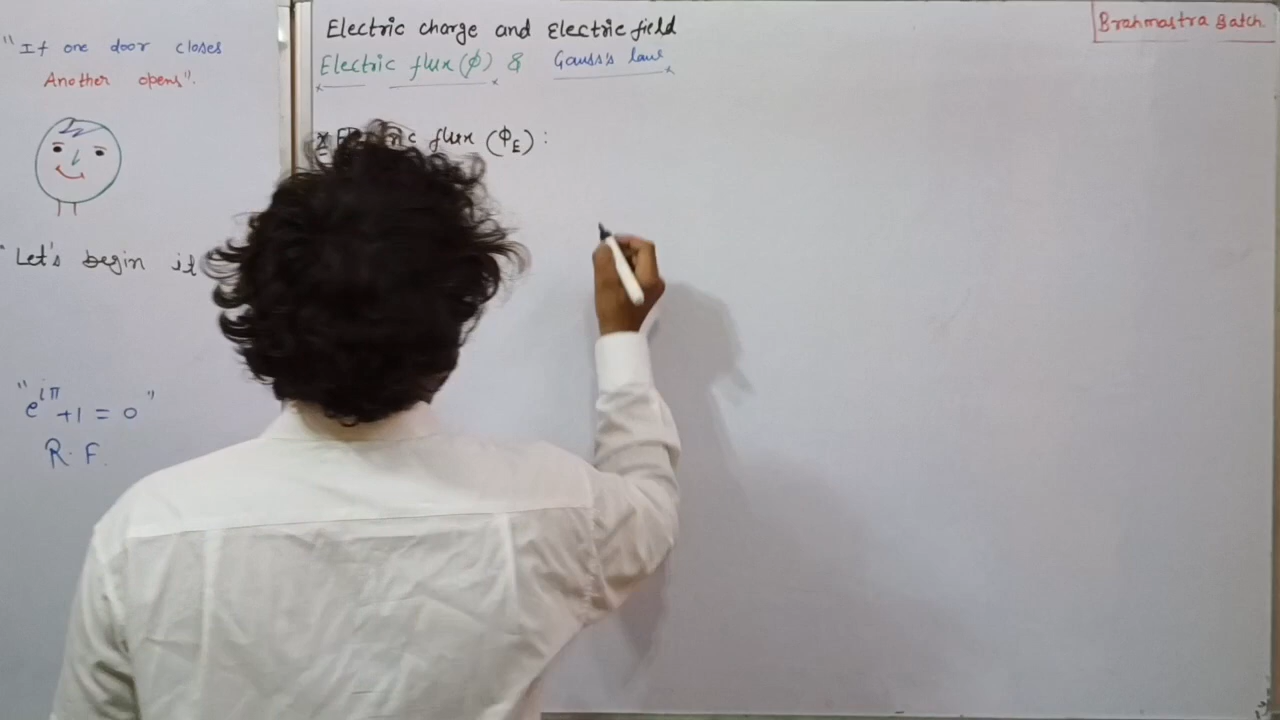 "If one door closes
Another opens".
Let's begin it
"e^{iπ}+1=0"
R. F.
Electric charge and Electric field
Electric flux(ϕ) & Gauss's law
flux (ϕ_E) :
Brahmastra Batch